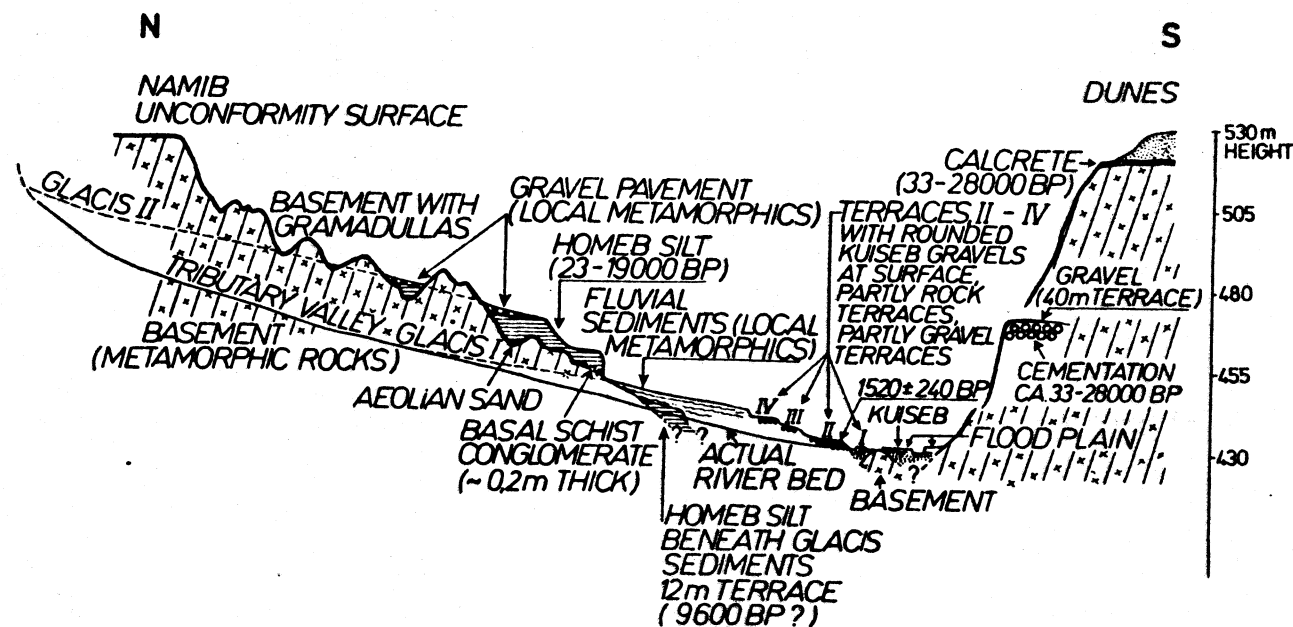 N
S
NAMIB
UNCONFORMITY SURFACE
DUNES
530 m
HEIGHT
CALCRETE
(33-28000 BP)
GLACIS II
BASEMENT WITH
GRAMADULLAS
GRAVEL PAVEMENT
(LOCAL METAMORPHICS)
HOMEB SILT
(23-19000 BP)
FLUVIAL
SEDIMENTS (LOCAL
METAMORPHICS)
TERRACES II - IV
WITH ROUNDED
KUISEB GRAVELS
AT SURFACE,
PARTLY ROCK
TERRACES,
PARTLY GRAVEL
TERRACES
505
GRAVEL
(40m TERRACE)
480
TRIBUTARY VALLEY GLACIS I
BASEMENT
(METAMORPHIC ROCKS)
AEOLIAN SAND
BASAL SCHIST
CONGLOMERATE
(~ 0,2m THICK)
CEMENTATION
CA. 33-28000 BP
455
1520 ± 240 BP
KUISEB
IV
III
II
I
FLOOD PLAIN
430
? ?
?
ACTUAL
RIVIER BED
BASEMENT
HOMEB SILT
BENEATH GLACIS
SEDIMENTS
12m TERRACE
( 9600 BP ? )